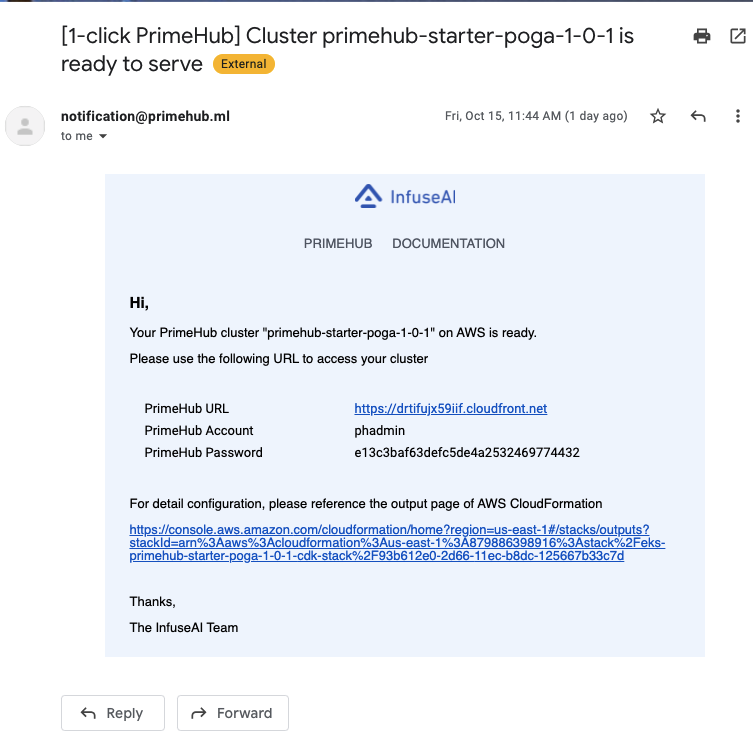 [1-click PrimeHub] Cluster primehub-starter-poga-1-0-1 is
ready to serve External
notification@primehub.ml Fri, Oct 15, 11:44 AM (1 day ago)
to me
InfuseAI
PRIMEHUB DOCUMENTATION
Hi,
Your PrimeHub cluster "primehub-starter-poga-1-0-1" on AWS is ready.
Please use the following URL to access your cluster
PrimeHub URL https://drtifujx59iif.cloudfront.net
PrimeHub Account phadmin
PrimeHub Password e13c3baf63defc5de4a2532469774432
For detail configuration, please reference the output page of AWS CloudFormation
https://console.aws.amazon.com/cloudformation/home?region=us-east-1#/stacks/outputs?
stackId=arn%3Aaws%3Acloudformation%3Aus-east-1%3A879886398916%3Astack%2Feks-
primehub-starter-poga-1-0-1-cdk-stack%2F93b612e0-2d66-11ec-b8dc-125667b33c7d
Thanks,
The InfuseAI Team
Reply Forward